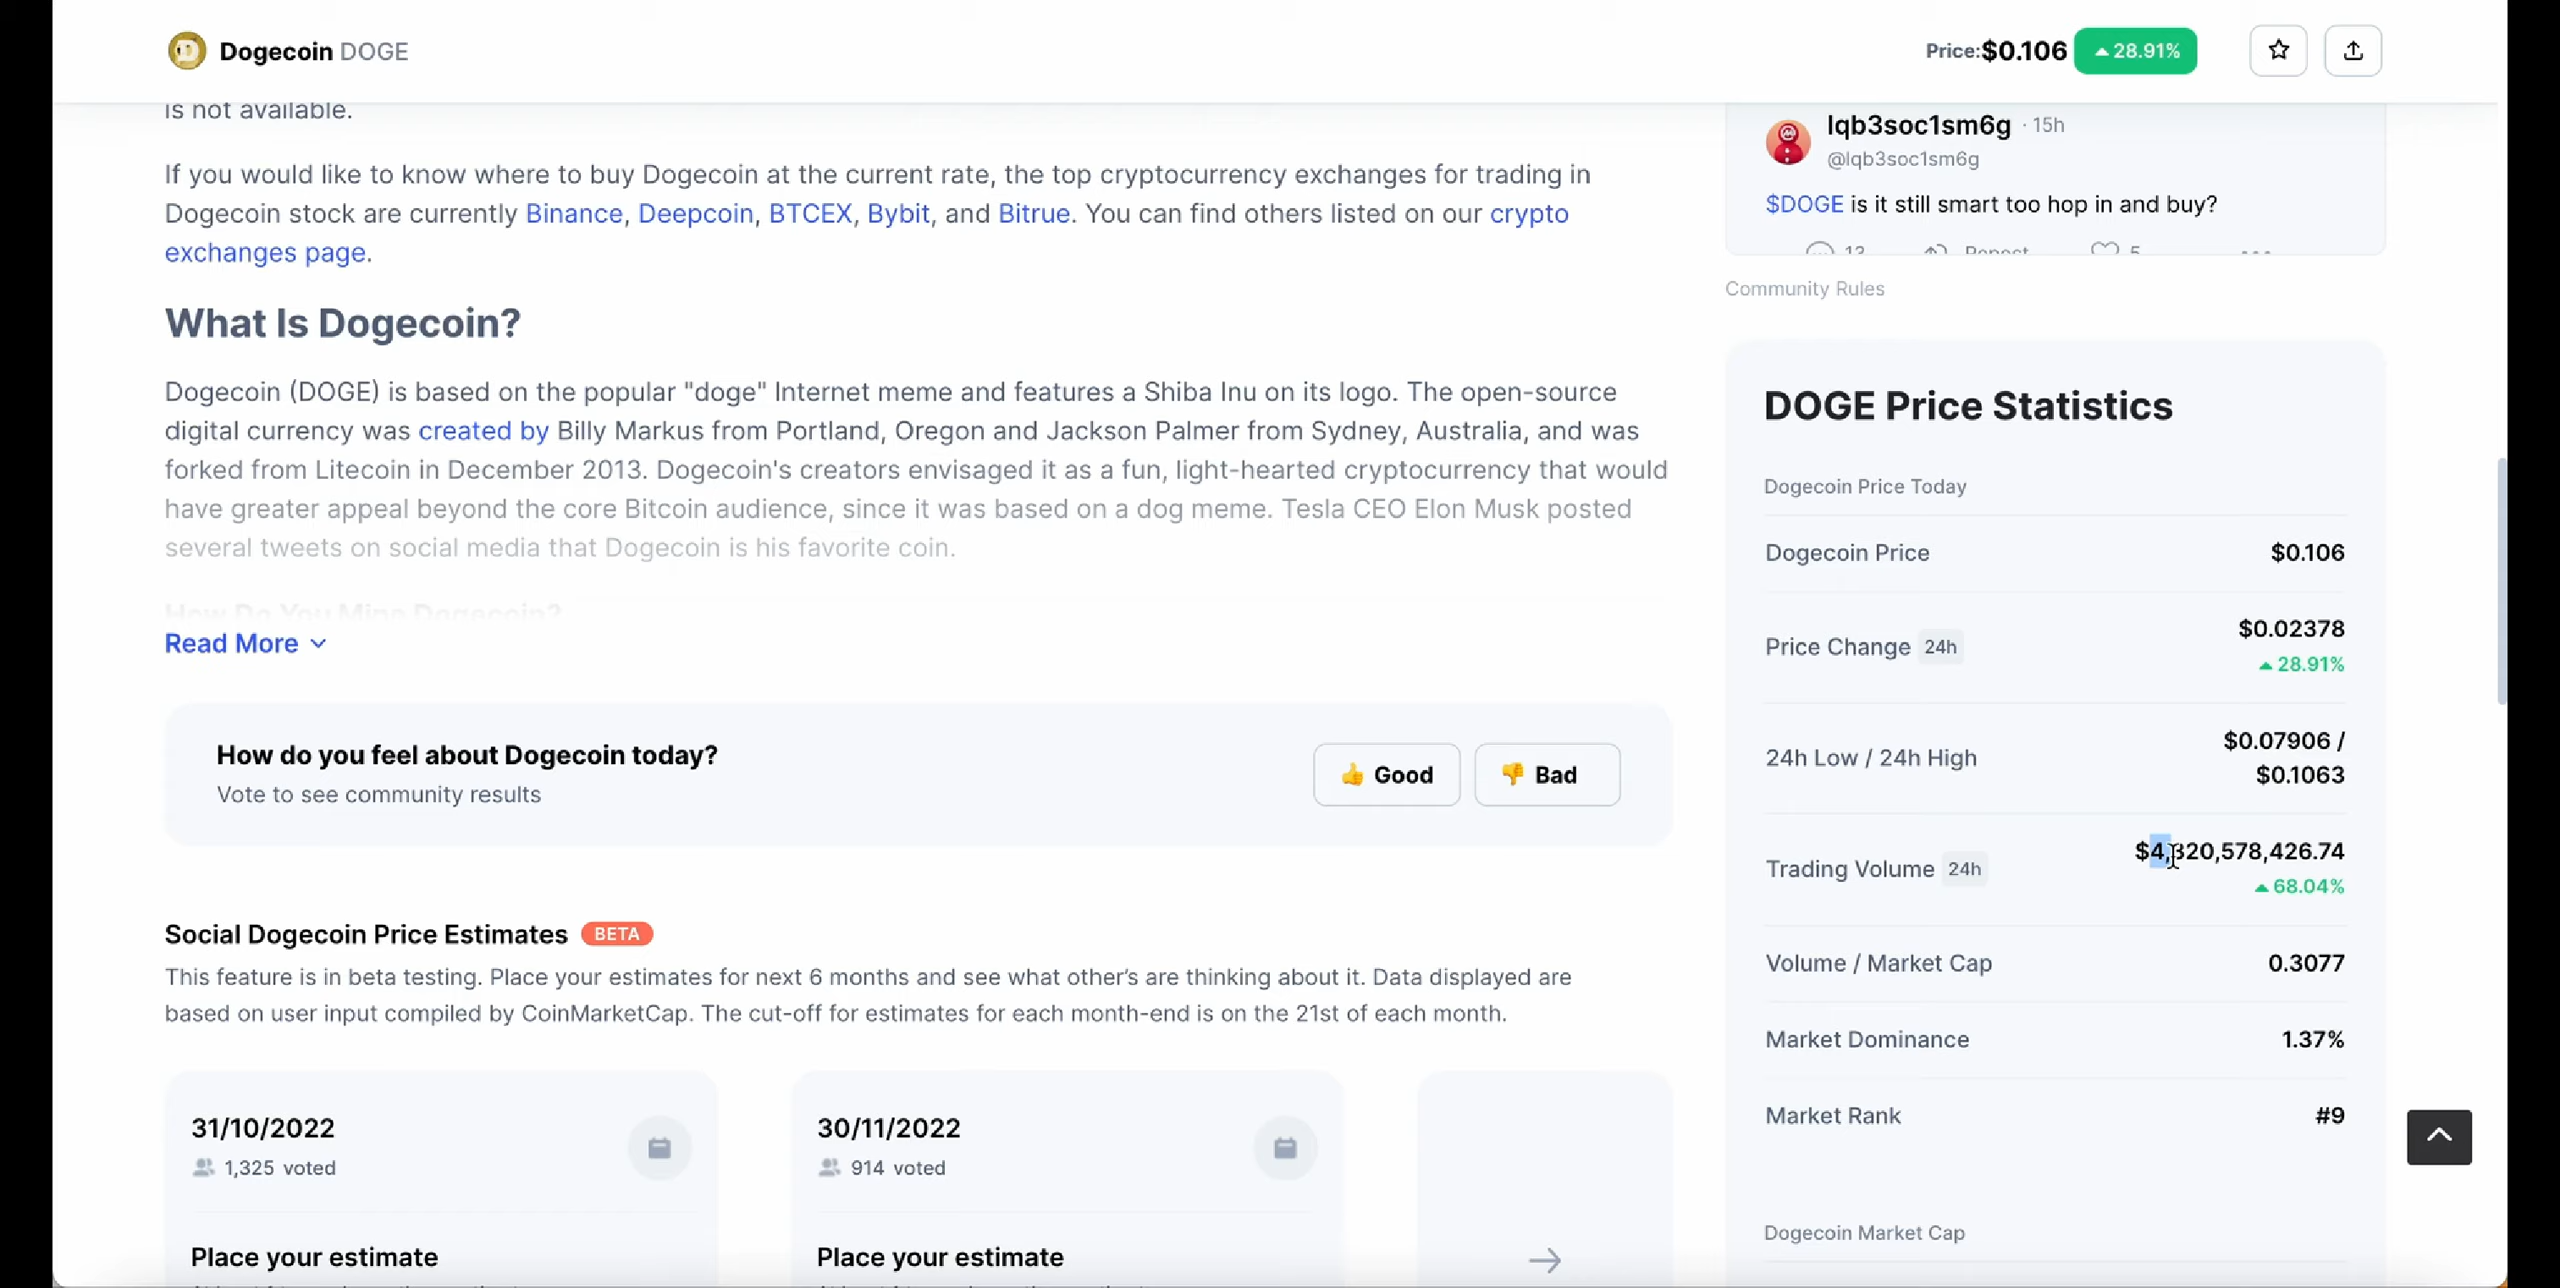 Dogecoin DOGE
Price:$0.106 28.91%
is not available.
If you would like to know where to buy Dogecoin at the current rate, the top cryptocurrency exchanges for trading in
Dogecoin stock are currently Binance, Deepcoin, BTCEX, Bybit, and Bitrue. You can find others listed on our crypto
exchanges page.
What Is Dogecoin?
Dogecoin (DOGE) is based on the popular "doge" Internet meme and features a Shiba Inu on its logo. The open-source
digital currency was created by Billy Markus from Portland, Oregon and Jackson Palmer from Sydney, Australia, and was
forked from Litecoin in December 2013. Dogecoin's creators envisaged it as a fun, light-hearted cryptocurrency that would
have greater appeal beyond the core Bitcoin audience, since it was based on a dog meme. Tesla CEO Elon Musk posted
several tweets on social media that Dogecoin is his favorite coin.
How Do You Mine Dogecoin?
Read More
How do you feel about Dogecoin today?
Vote to see community results
Good
Bad
Social Dogecoin Price Estimates BETA
This feature is in beta testing. Place your estimates for next 6 months and see what other's are thinking about it. Data displayed are
based on user input compiled by CoinMarketCap. The cut-off for estimates for each month-end is on the 21st of each month.
31/10/2022
1,325 voted
Place your estimate
30/11/2022
914 voted
Place your estimate
lqb3soc1sm6g · 15h
@lqb3soc1sm6g
$DOGE is it still smart too hop in and buy?
Repost 5
Community Rules
DOGE Price Statistics
Dogecoin Price Today
Dogecoin Price $0.106
Price Change 24h $0.02378
28.91%
24h Low / 24h High $0.07906 /
$0.1063
Trading Volume 24h $4,320,578,426.74
68.04%
Volume / Market Cap 0.3077
Market Dominance 1.37%
Market Rank #9
Dogecoin Market Cap